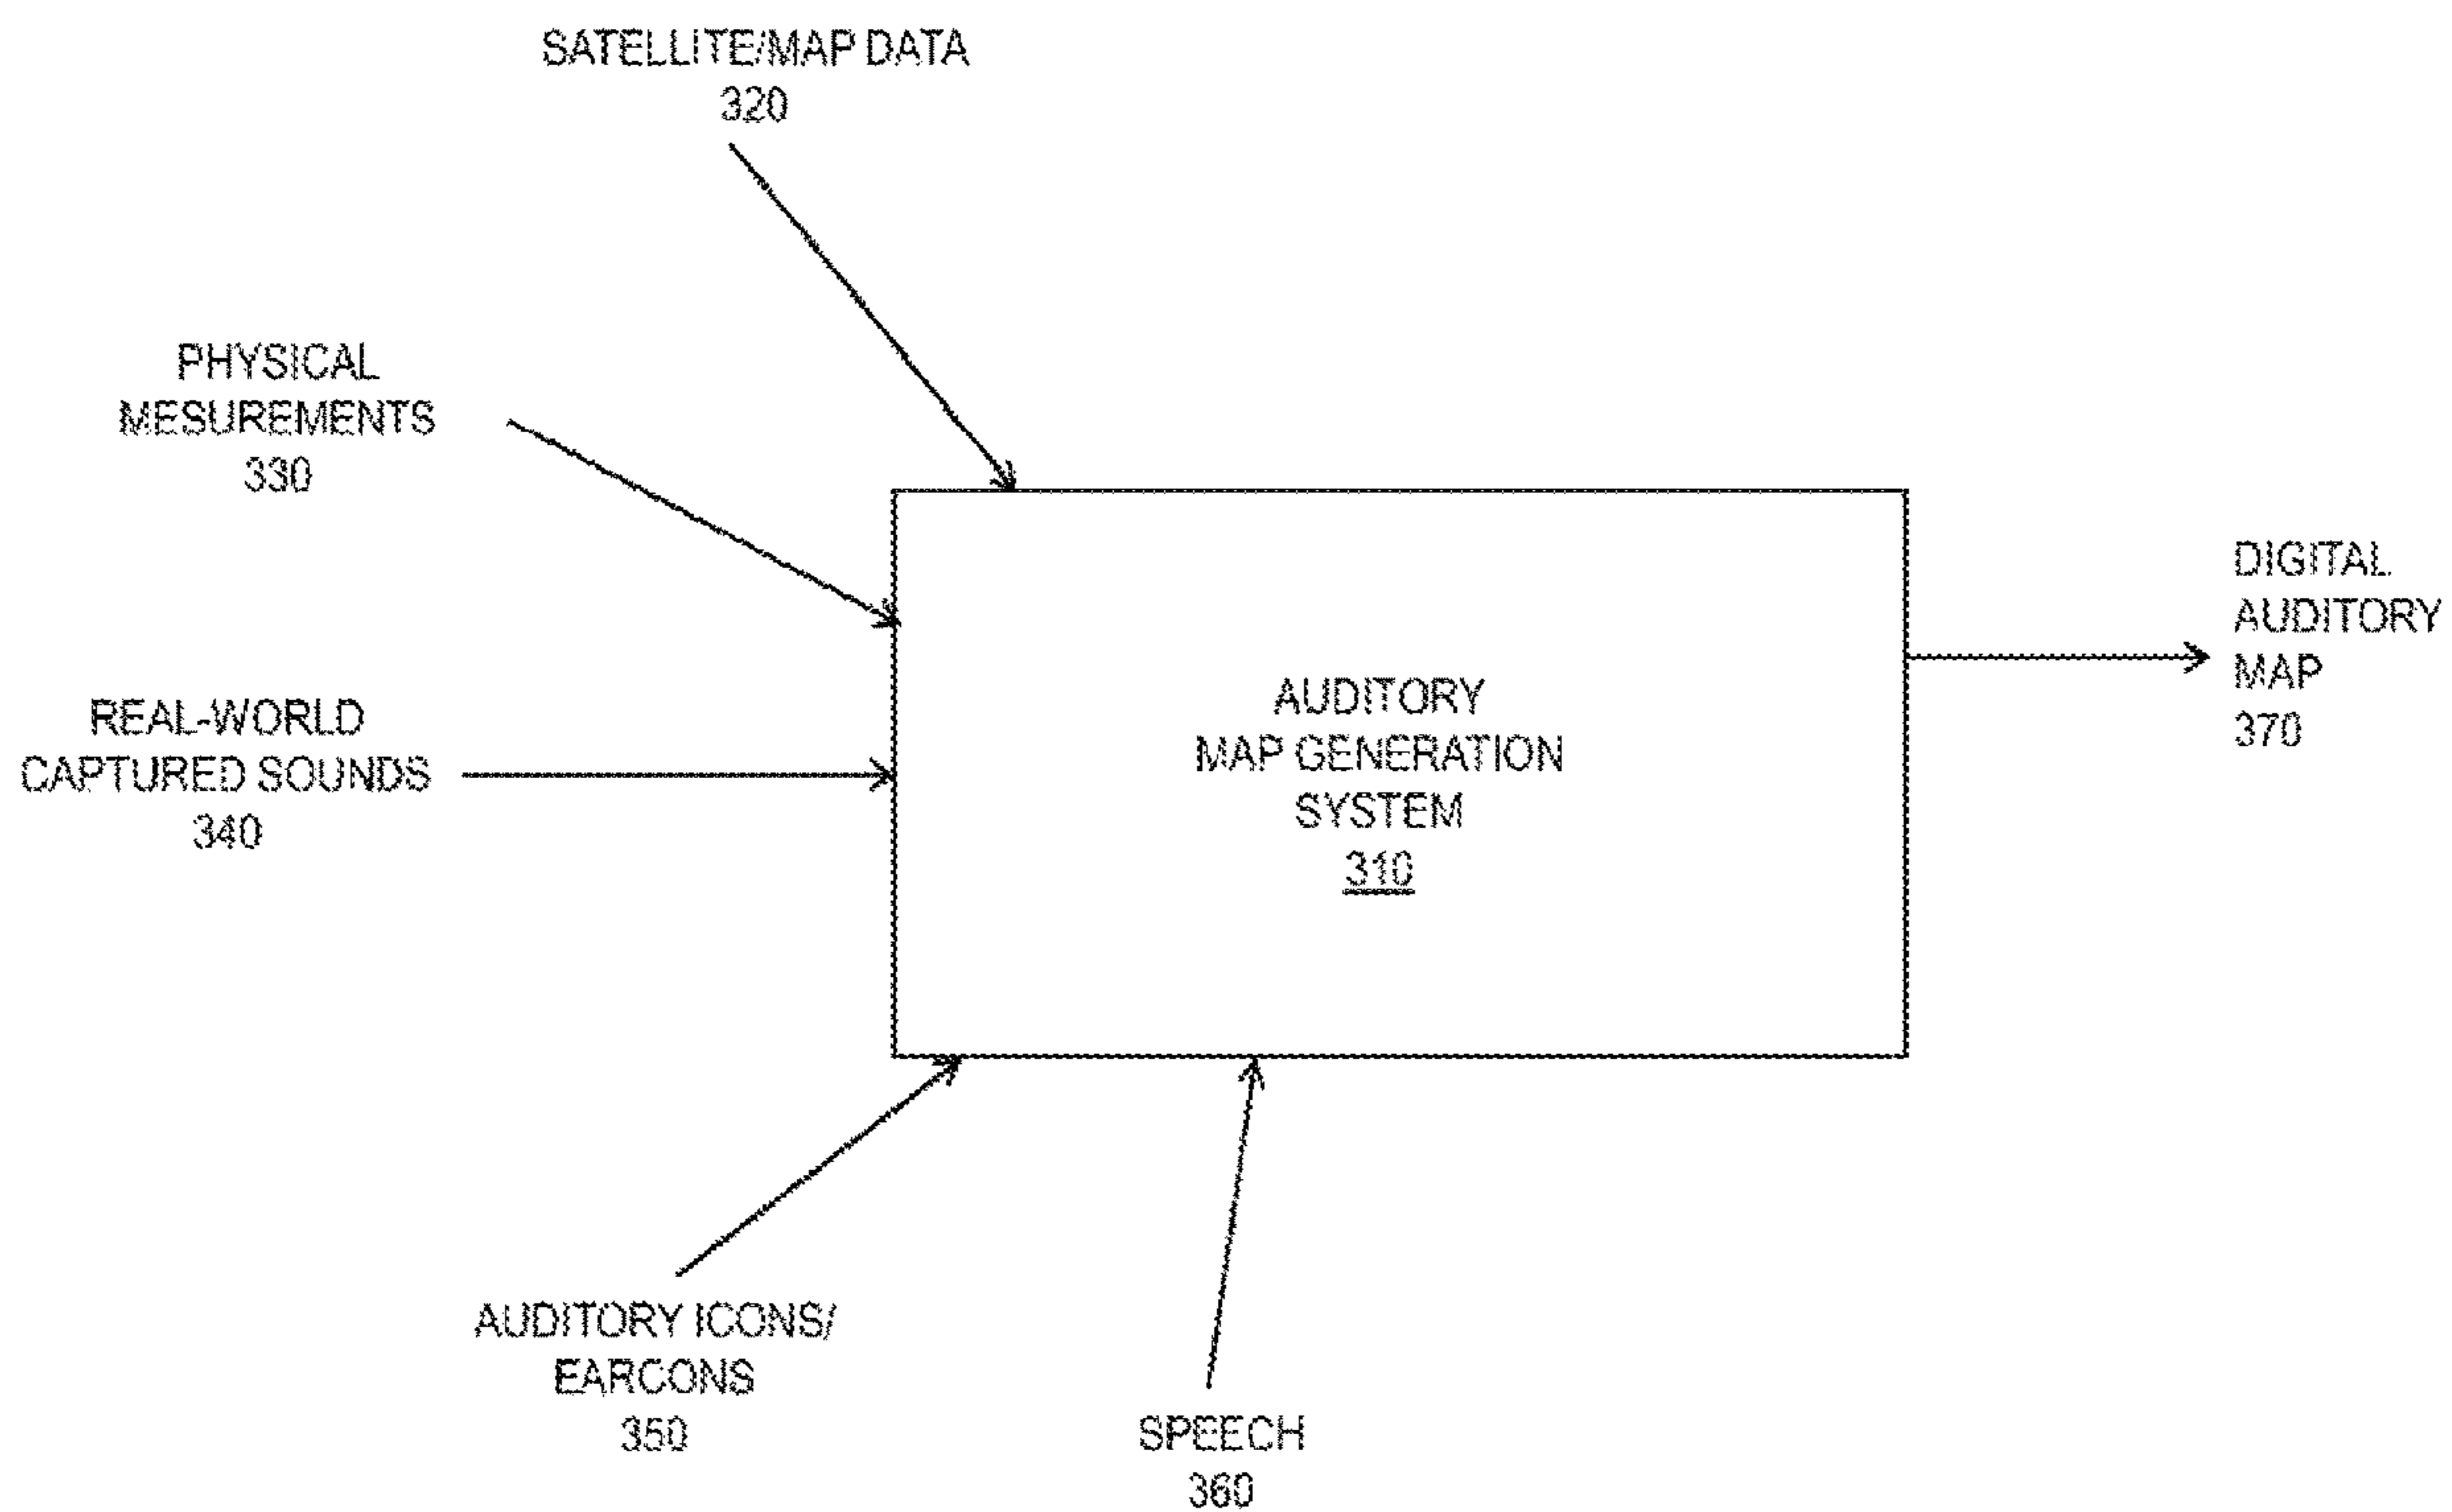 SATELLITE/MAP DATA
320
PHYSICAL
MESUREMENTS
330
REAL-WORLD
CAPTURED SOUNDS
340
AUDITORY
MAP GENERATION
SYSTEM
310
DIGITAL
AUDITORY
MAP
370
AUDITORY ICONS/
EARCONS
350
SPEECH
360